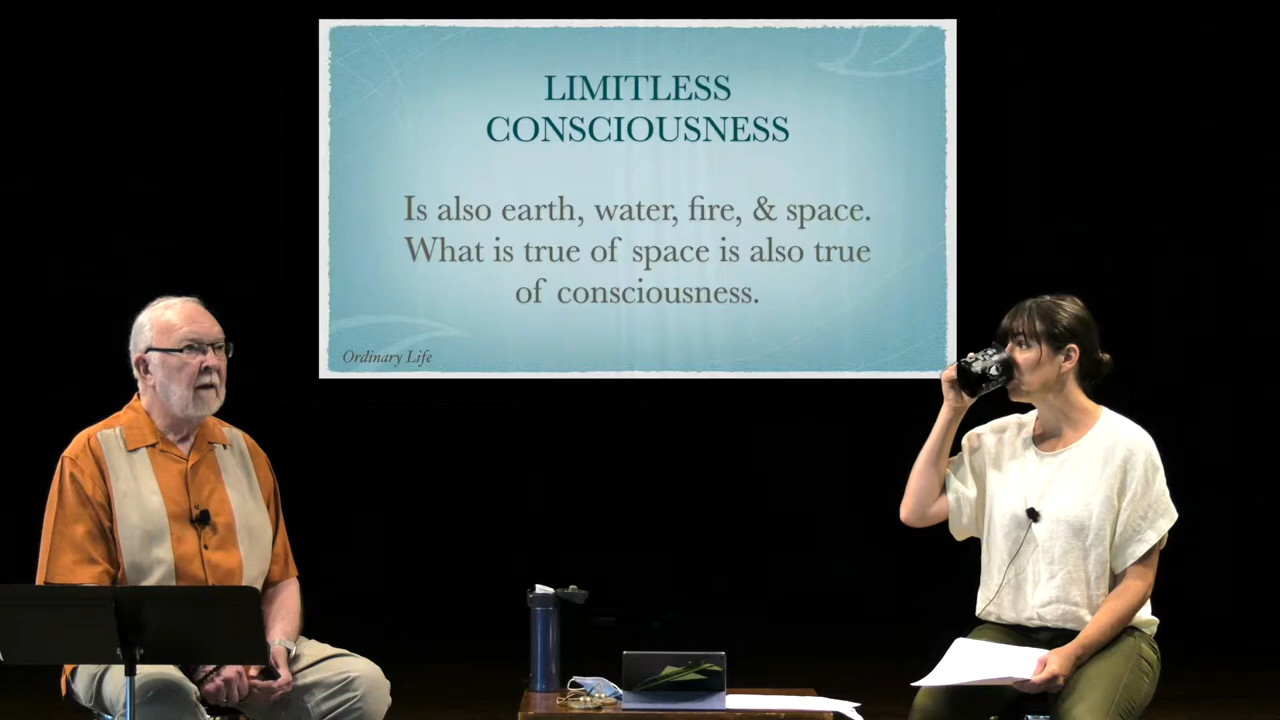 LIMITLESS
CONSCIOUSNESS
Is also earth, water, fire, & space.
What is true of space is also true
of consciousness.
Ordinary Life